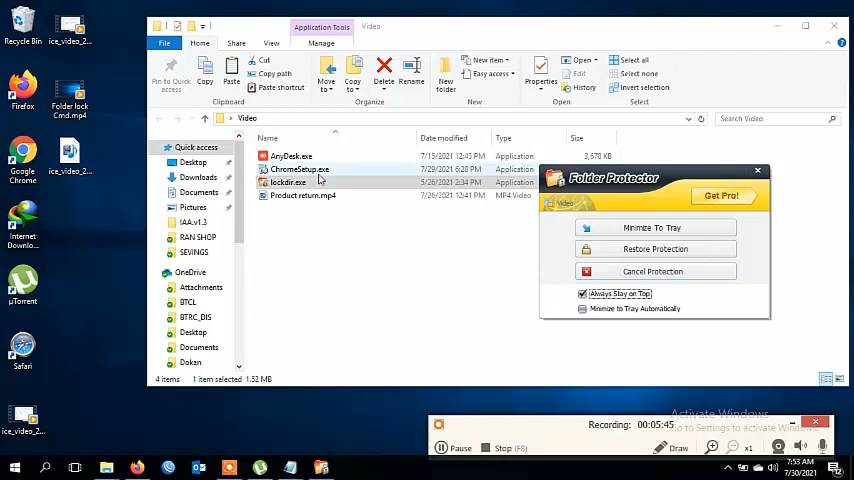 Recycle Bin
ice_video_2...
Firefox
Folder lock
Cmd.mp4
Google
Chrome
ice_video_2...
Internet
Downlo...
µTorrent
Safari
ice_video_2...
Application Tools
Video
File
Home
Share
View
Manage
Pin to Quick
access
Copy
Paste
Cut
Copy path
Paste shortcut
Clipboard
Move
to
Copy
to
Delete
Rename
Organize
New
folder
New item
Easy access
New
Properties
Open
Edit
History
Open
Select all
Select none
Invert selection
Select
Video
Search Video
Name
Date modified
Type
Size
AnyDesk.exe
7/15/2021 12:43 PM
Application
3,678 KB
ChromeSetup.exe
7/29/2021 6:28 PM
Application
lockdir.exe
5/26/2021 2:34 PM
Application
Product return.mp4
7/26/2021 12:41 PM
MP4 Video
Quick access
Desktop
Downloads
Documents
Pictures
IAA.v1.3
RAN SHOP
SEVINGS
OneDrive
Attachments
BTCL
BTRC_DIS
Desktop
Documents
Dokan
4 items
1 item selected 1.52 MB
Folder Protector
Get Pro!
Video
Minimize To Tray
Restore Protection
Cancel Protection
Always Stay on Top
Minimize to Tray Automatically
Activate Windows
Go to Settings to activate Windows.
Recording: 00:05:45
Pause
Stop (F8)
Draw
x1
7:53 AM
7/30/2021